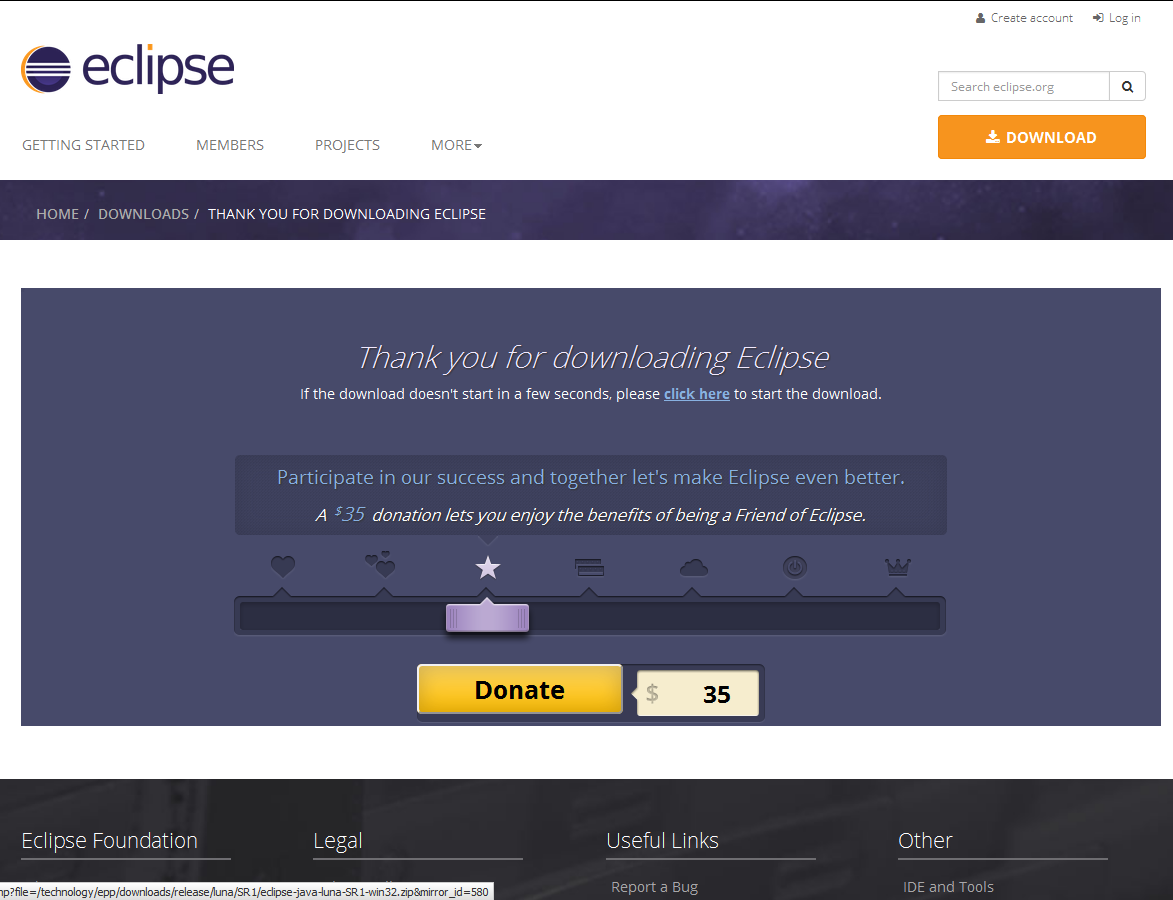 Create account
Log in
eclipse
Search eclipse.org
DOWNLOAD
GETTING STARTED
MEMBERS
PROJECTS
MORE
HOME / DOWNLOADS / THANK YOU FOR DOWNLOADING ECLIPSE
Thank you for downloading Eclipse
If the download doesn't start in a few seconds, please click here to start the download.
Participate in our success and together let's make Eclipse even better.
A $35 donation lets you enjoy the benefits of being a Friend of Eclipse.
Donate
$ 35
Eclipse Foundation
Legal
Useful Links
Other
Report a Bug
IDE and Tools
hp?file=/technology/epp/downloads/release/luna/SR1/eclipse-java-luna-SR1-win32.zip&mirror_id=580